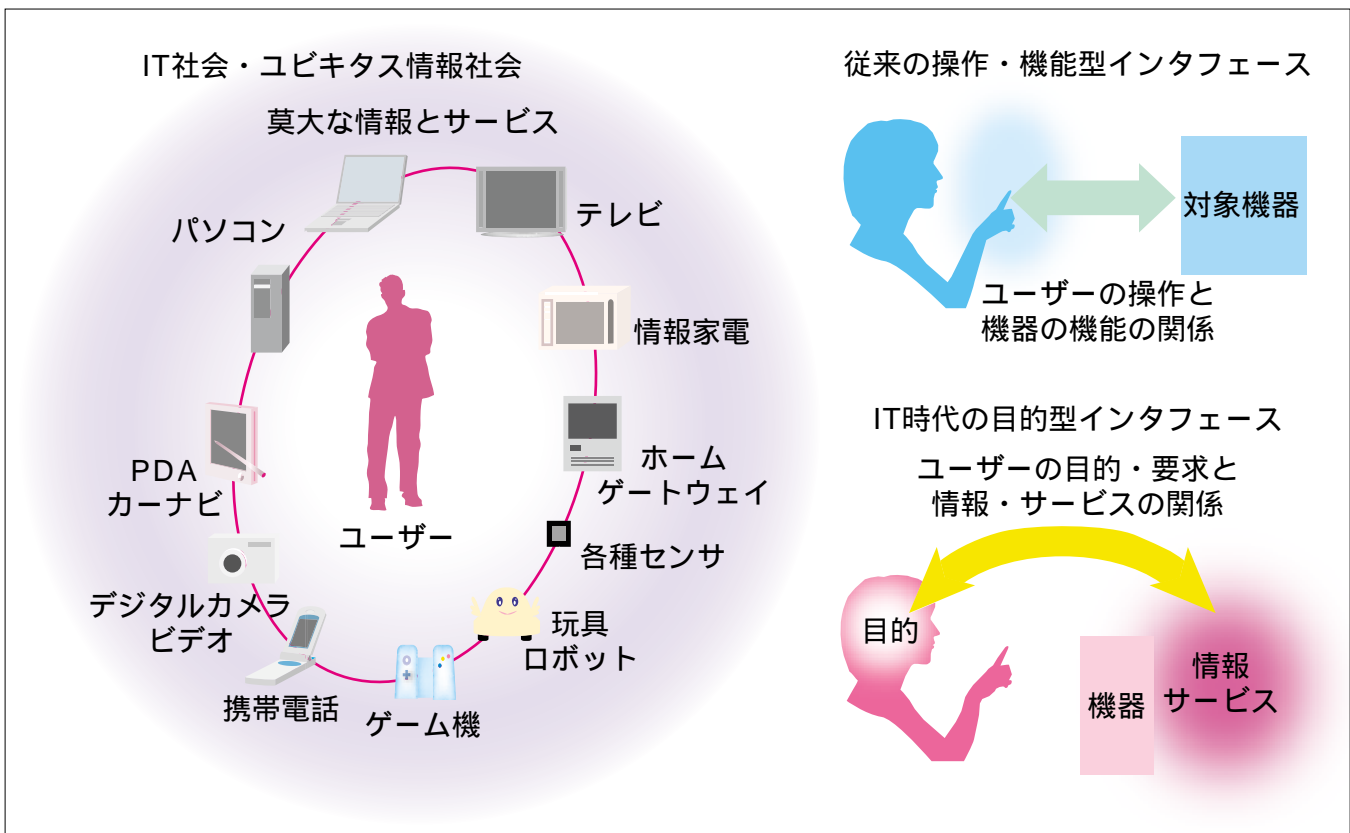 IT社会・ユビキタス情報社会
莫大な情報とサービス
パソコン
テレビ
情報家電
PDA
カーナビ
ホーム
ゲートウェイ
ユーザー
各種センサ
デジタルカメラ
ビデオ
玩具
ロボット
携帯電話
ゲーム機
従来の操作・機能型インタフェース
対象機器
ユーザーの操作と
機器の機能の関係
IT時代の目的型インタフェース
ユーザーの目的・要求と
情報・サービスの関係
目的
機器
情報
サービス